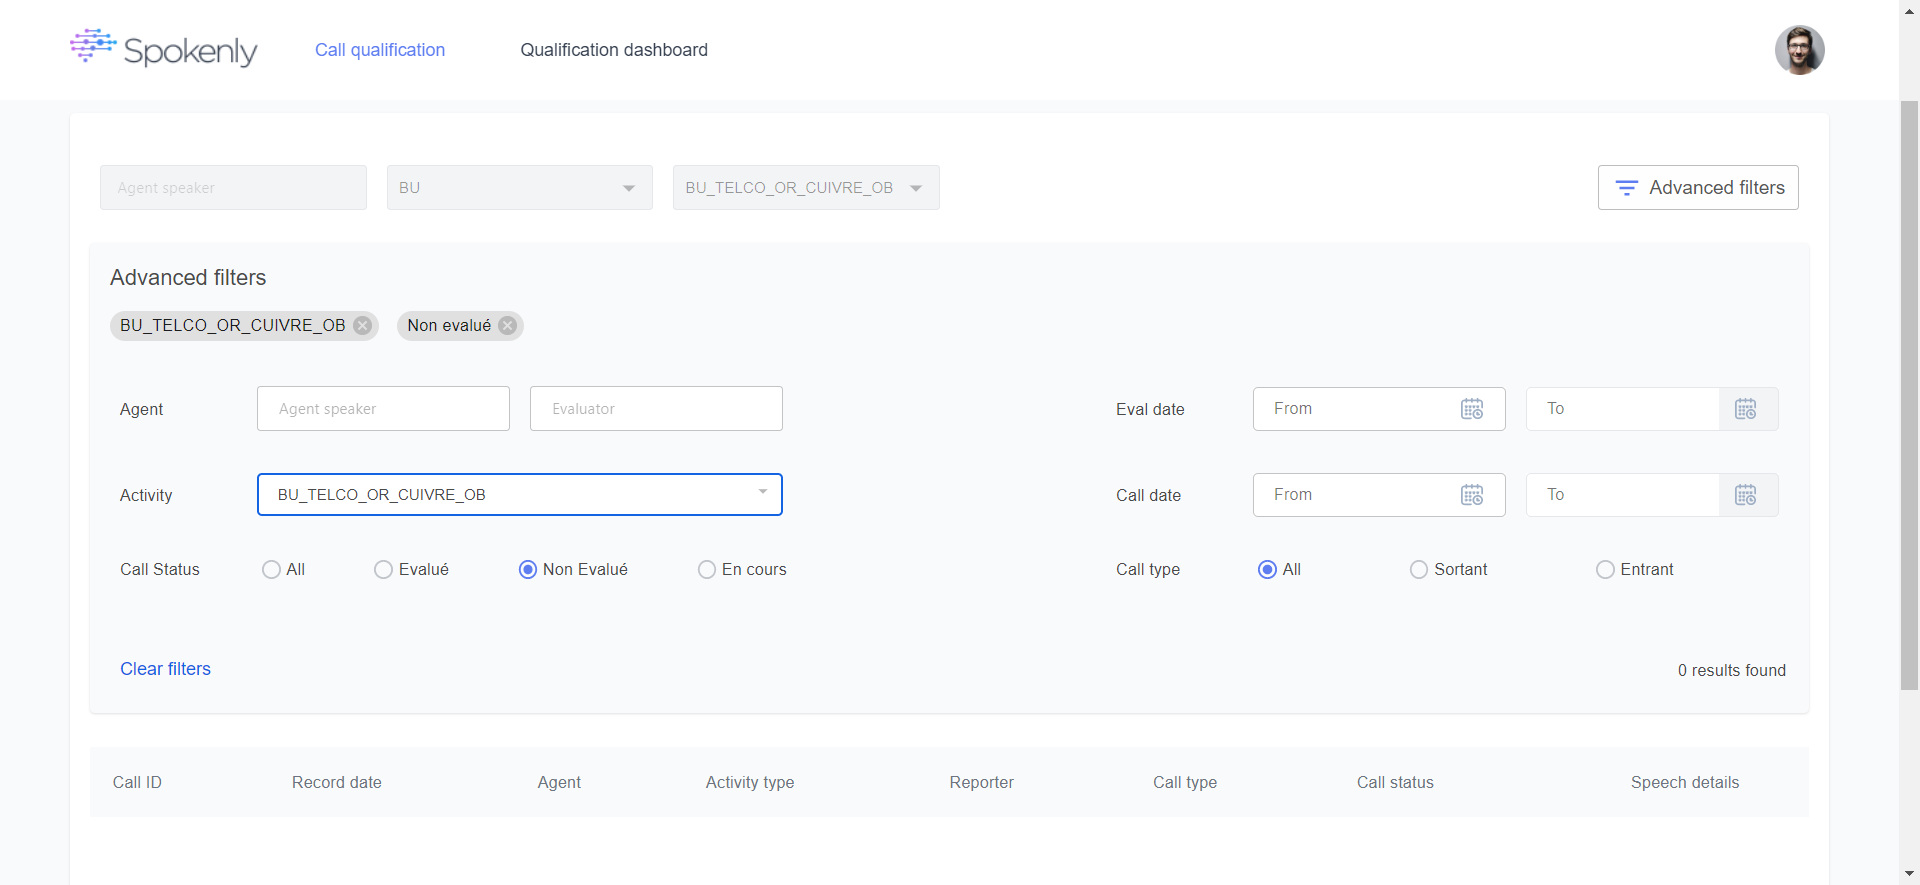 Spokenly
Call qualification
Qualification dashboard
Agent speaker
BU
BU_TELCO_OR_CUIVRE_OB
Advanced filters
Advanced filters
BU_TELCO_OR_CUIVRE_OB
Non evalué
Agent
Agent speaker
Evaluator
Eval date
From
To
Activity
BU_TELCO_OR_CUIVRE_OB
Call date
From
To
Call Status
All
Evalué
Non Evalué
En cours
Call type
All
Sortant
Entrant
Clear filters
0 results found
Call ID
Record date
Agent
Activity type
Reporter
Call type
Call status
Speech details